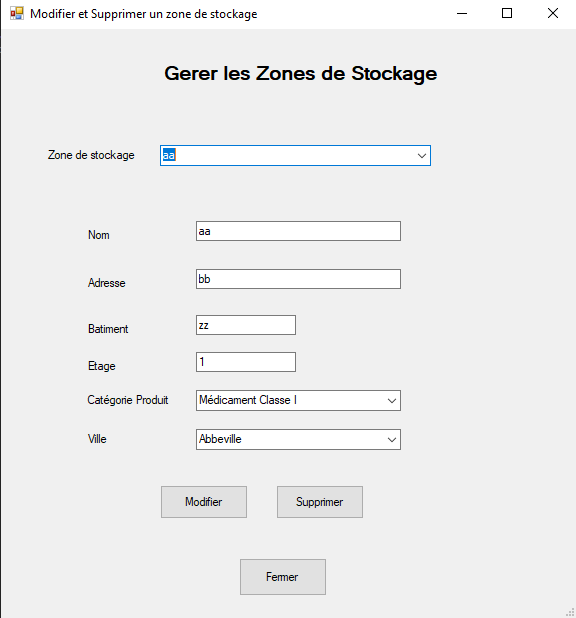 Modifier et Supprimer un zone de stockage
Gerer les Zones de Stockage
Zone de stockage aa
Nom aa
Adresse bb
Batiment zz
Etage 1
Catégorie Produit Médicament Classe I
Ville Abbeville
Modifier Supprimer
Fermer